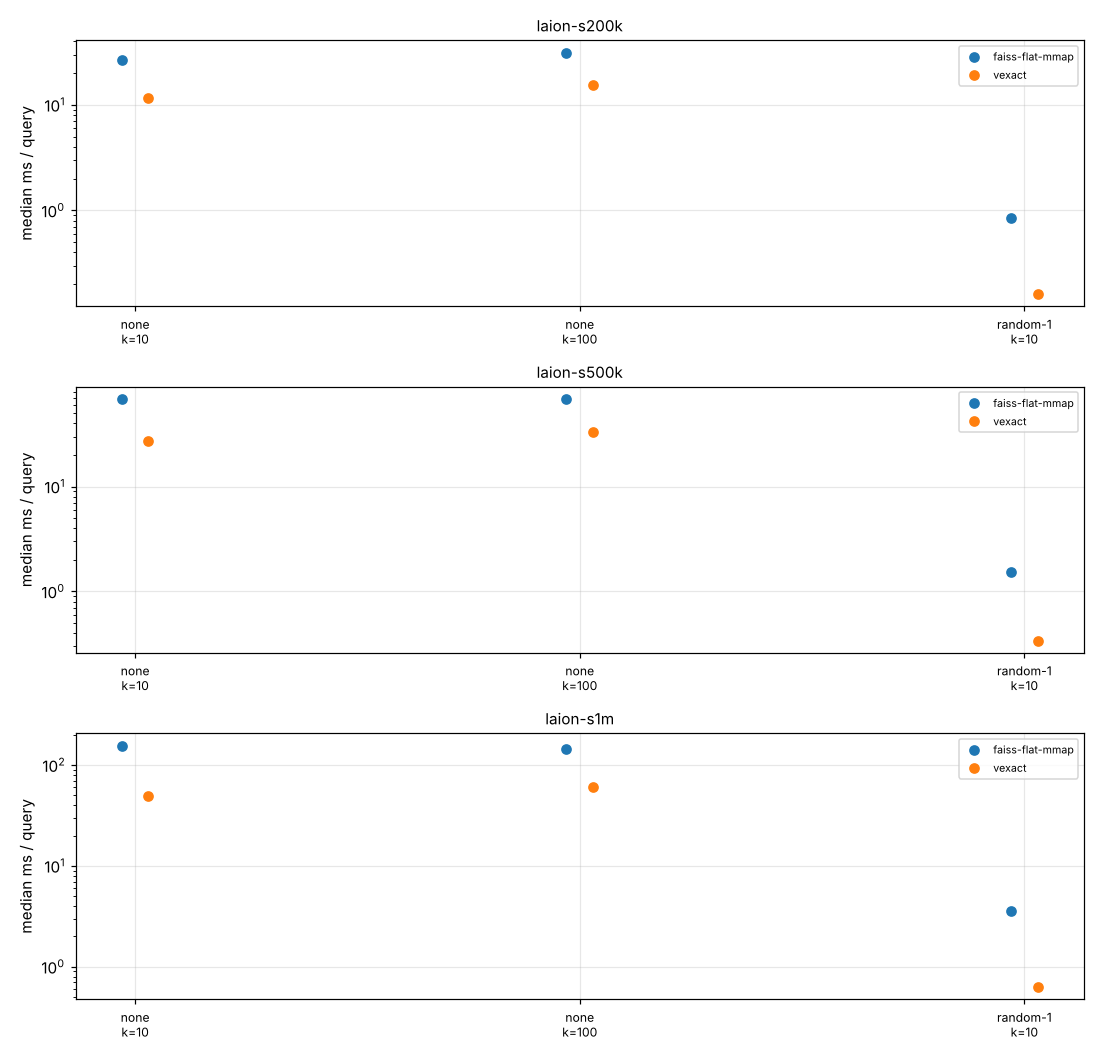 laion-s200k
median ms / query
10¹
10⁰
faiss-flat-mmap
vexact
none
k=10
none
k=100
random-1
k=10
laion-s500k
median ms / query
10¹
10⁰
faiss-flat-mmap
vexact
none
k=10
none
k=100
random-1
k=10
laion-s1m
median ms / query
10²
10¹
10⁰
faiss-flat-mmap
vexact
none
k=10
none
k=100
random-1
k=10